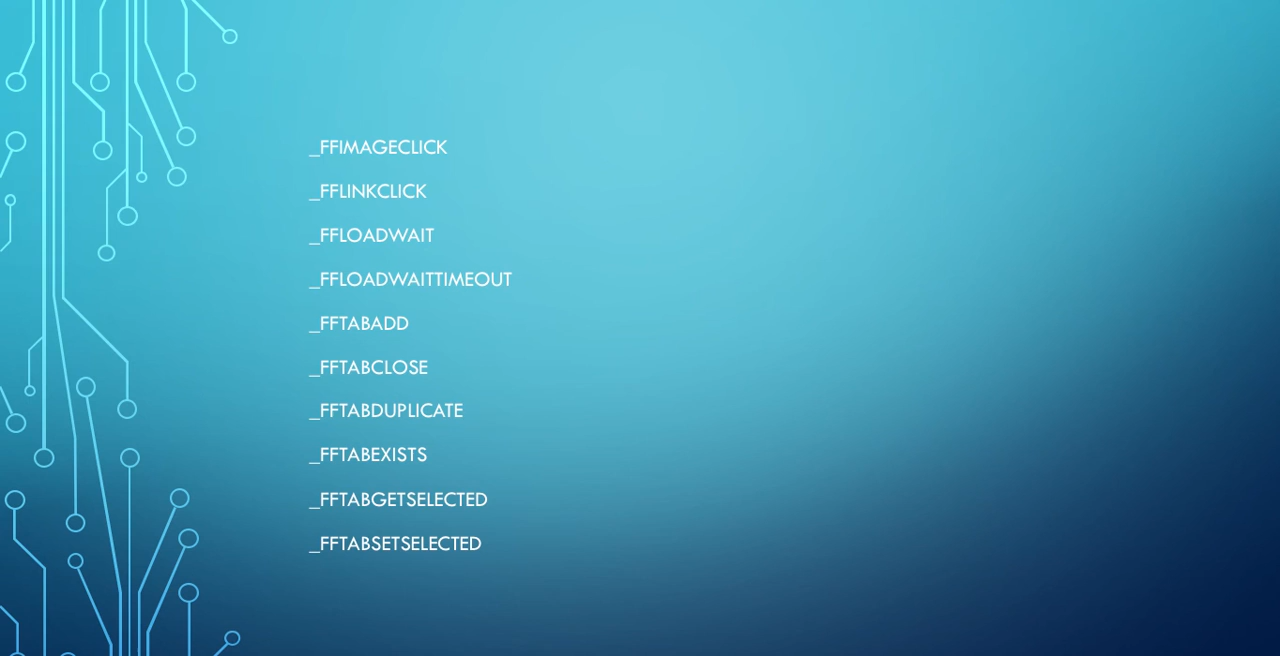 _FFIMAGECLICK
_FFLINKCLICK
_FFLOADWAIT
_FFLOADWAITTIMEOUT
_FFTABADD
_FFTABCLOSE
_FFTABDUPLICATE
_FFTABEXISTS
_FFTABGETSELECTED
_FFTABSETSELECTED